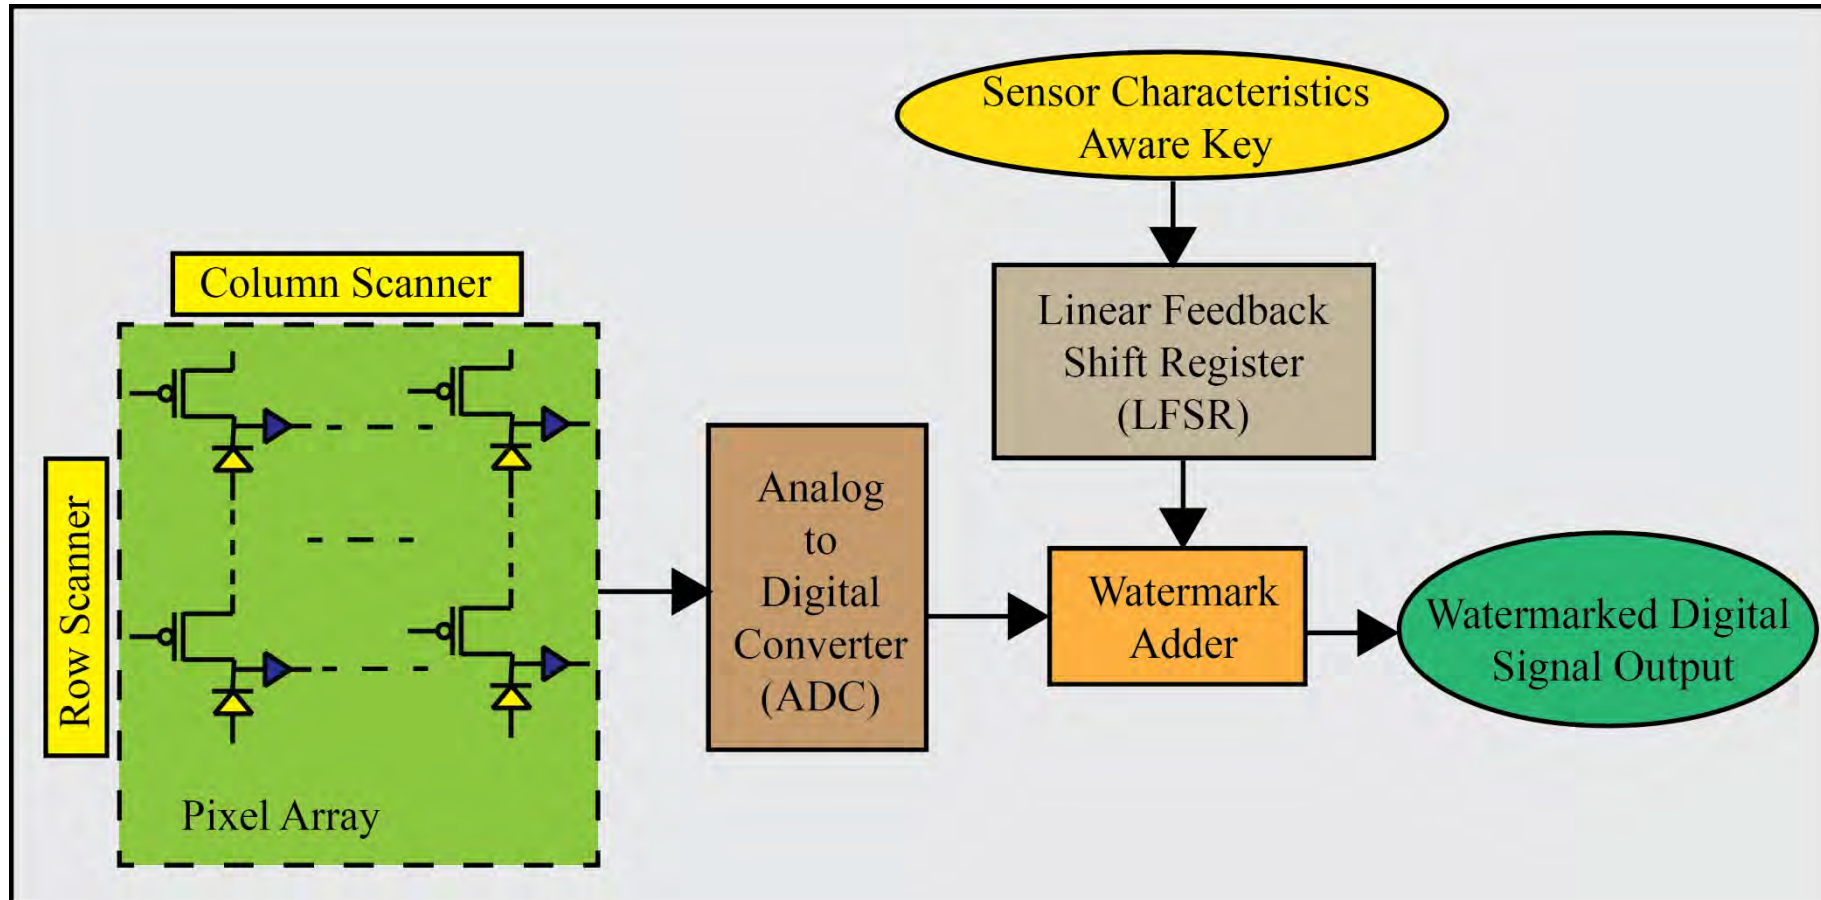 Sensor Characteristics
Aware Key
Column Scanner
Linear Feedback
Shift Register
(LFSR)
Row Scanner
Analog
to
Digital
Converter
(ADC)
Watermark
Adder
Watermarked Digital
Signal Output
Pixel Array